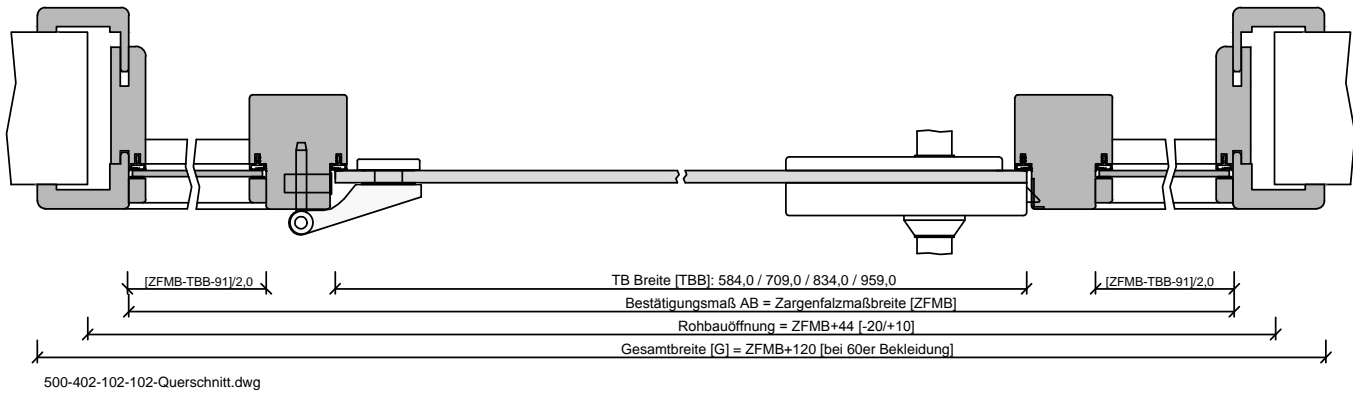 [ZFMB-TBB-91]/2,0
TB Breite [TBB]: 584,0 / 709,0 / 834,0 / 959,0
[ZFMB-TBB-91]/2,0
Bestätigungsmaß AB = Zargenfalzmaßbreite [ZFMB]
Rohbauöffnung = ZFMB+44 [-20/+10]
Gesamtbreite [G] = ZFMB+120 [bei 60er Bekleidung]
500-402-102-102-Querschnitt.dwg